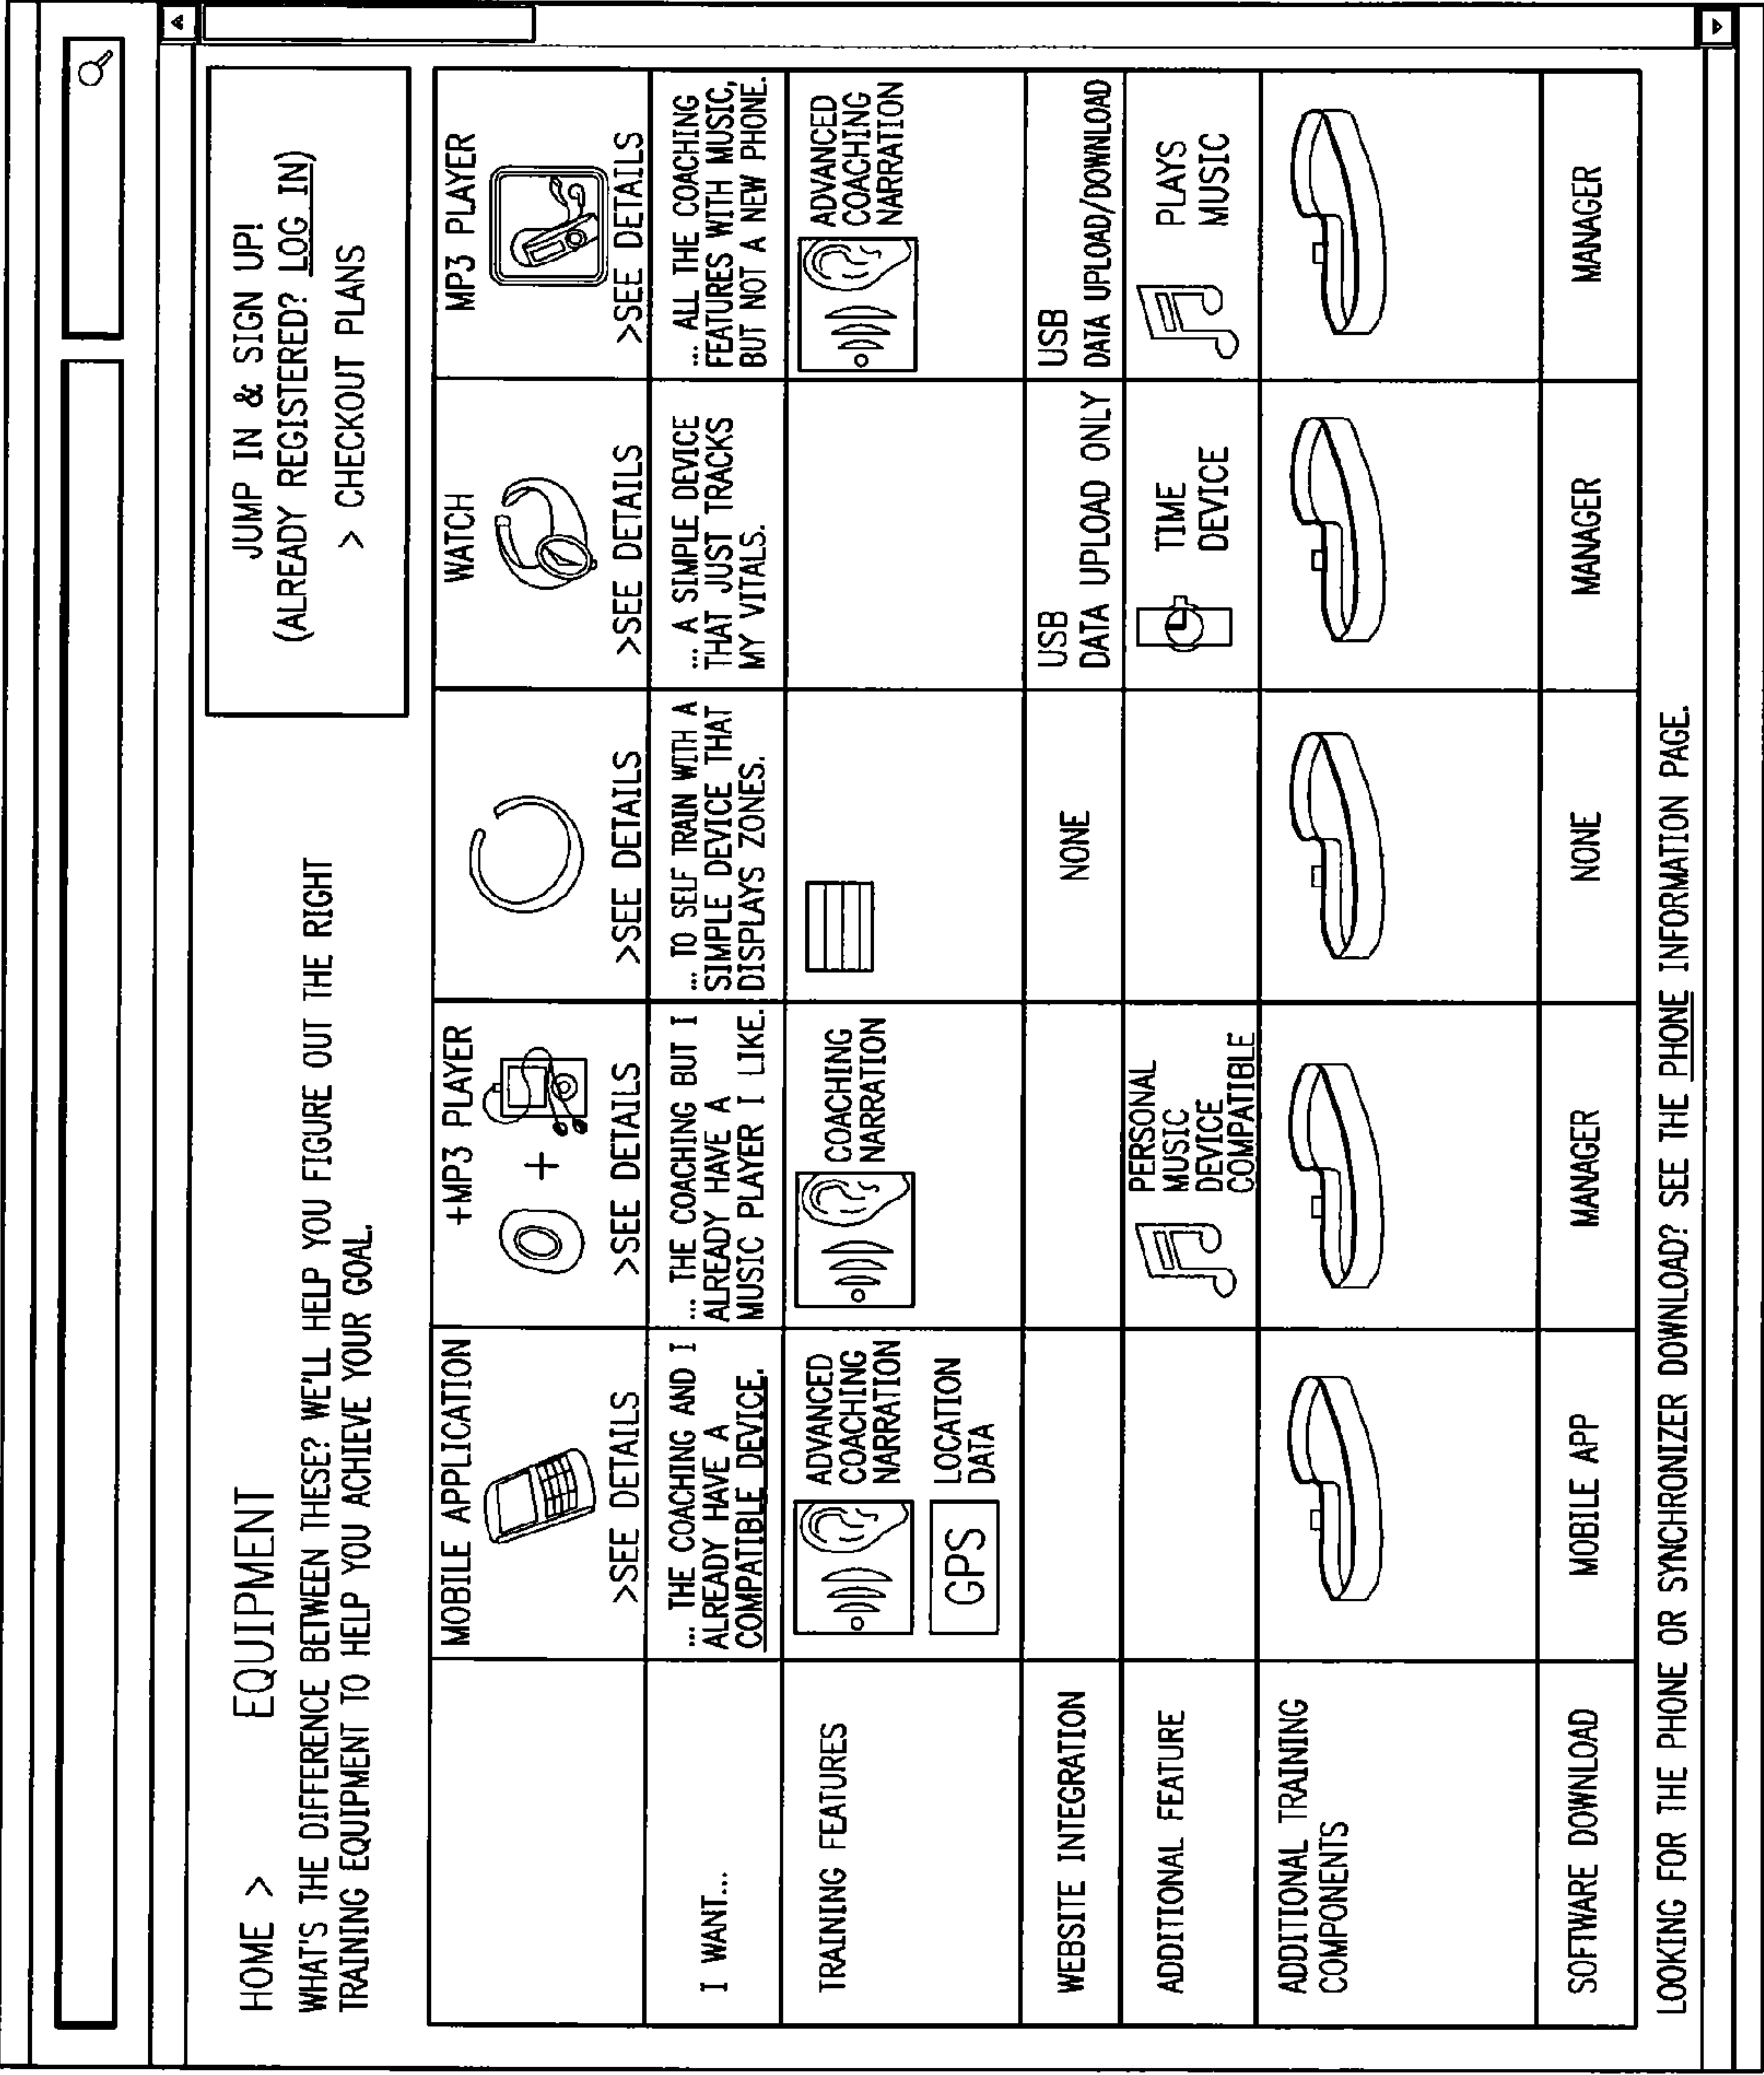 HOME > EQUIPMENT
WHAT'S THE DIFFERENCE BETWEEN THESE? WE'LL HELP YOU FIGURE OUT THE RIGHT
TRAINING EQUIPMENT TO HELP YOU ACHIEVE YOUR GOAL.
JUMP IN & SIGN UP!
(ALREADY REGISTERED? LOG IN)
> CHECKOUT PLANS
MOBILE APPLICATION
>SEE DETAILS
+MP3 PLAYER
+
>SEE DETAILS
>SEE DETAILS
WATCH
>SEE DETAILS
MP3 PLAYER
>SEE DETAILS
I WANT...
... THE COACHING AND I
ALREADY HAVE A
COMPATIBLE DEVICE.
... THE COACHING BUT I
ALREADY HAVE A
MUSIC PLAYER I LIKE.
... TO SELF TRAIN WITH A
SIMPLE DEVICE THAT
DISPLAYS ZONES.
... A SIMPLE DEVICE
THAT JUST TRACKS
MY VITALS.
... ALL THE COACHING
FEATURES WITH MUSIC,
BUT NOT A NEW PHONE.
TRAINING FEATURES
ADVANCED
COACHING
NARRATION
GPS
LOCATION
DATA
COACHING
NARRATION
ADVANCED
COACHING
NARRATION
WEBSITE INTEGRATION
NONE
USB
DATA UPLOAD ONLY
USB
DATA UPLOAD/DOWNLOAD
ADDITIONAL FEATURE
PERSONAL
MUSIC
DEVICE
COMPATIBLE
TIME
DEVICE
PLAYS
MUSIC
ADDITIONAL TRAINING
COMPONENTS
SOFTWARE DOWNLOAD
MOBILE APP
MANAGER
NONE
MANAGER
MANAGER
LOOKING FOR THE PHONE OR SYNCHRONIZER DOWNLOAD? SEE THE PHONE INFORMATION PAGE.